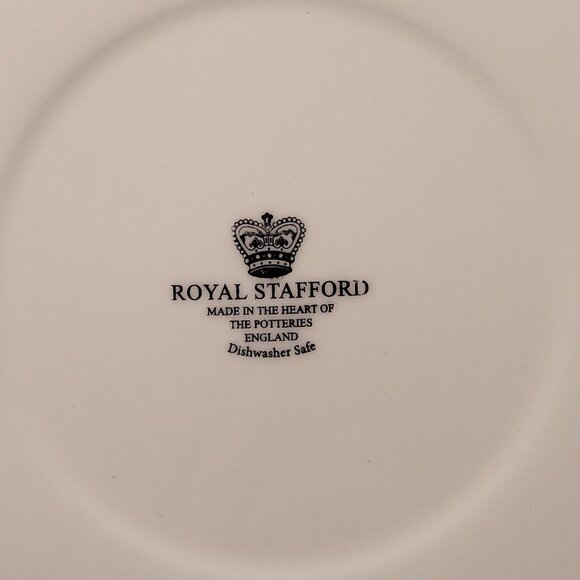 ROYAL STAFFORD
MADE IN THE HEART OF
THE POTTERIES
ENGLAND
Dishwasher Safe